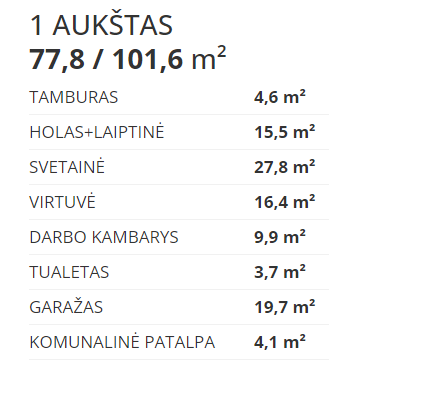 1 AUKŠTAS
77,8 / 101,6 m²
TAMBURAS 4,6 m²
HOLAS+LAIPTINĖ 15,5 m²
SVETAINĖ 27,8 m²
VIRTUVĖ 16,4 m²
DARBO KAMBARYS 9,9 m²
TUALETAS 3,7 m²
GARAŽAS 19,7 m²
KOMUNALINĖ PATALPA 4,1 m²